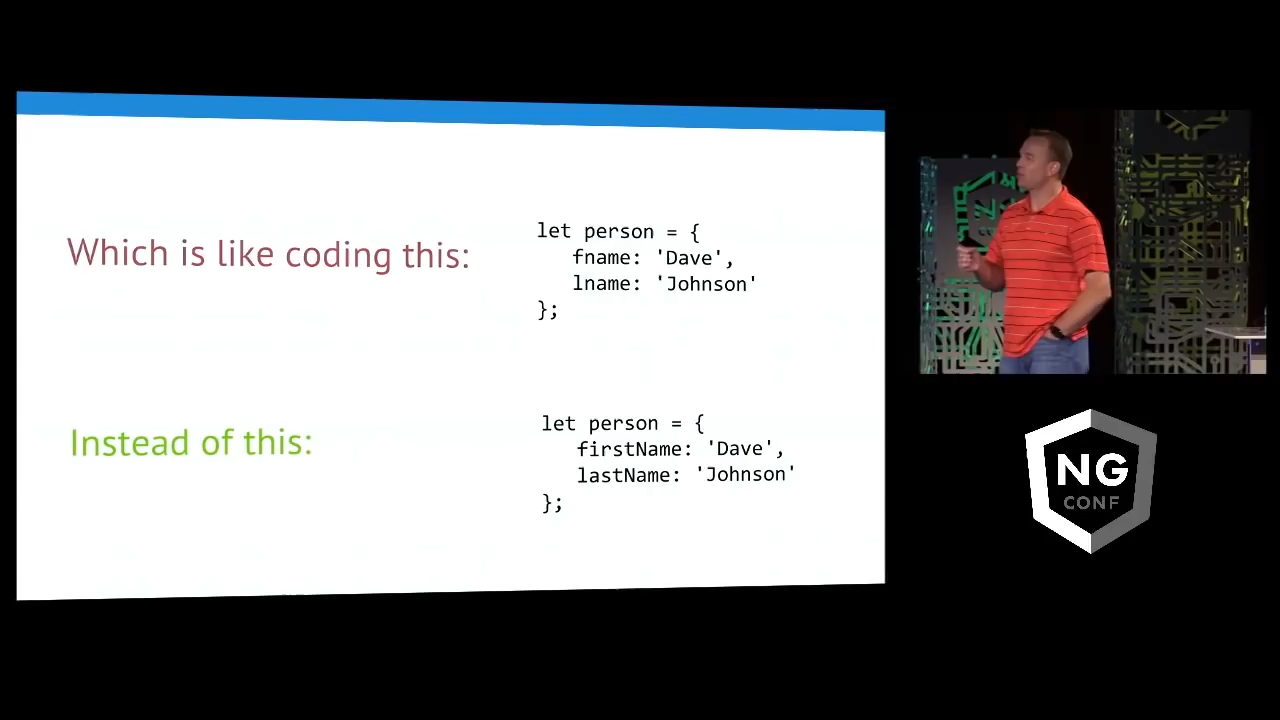 Which is like coding this:
let person = {
fname: 'Dave',
lname: 'Johnson'
};
Instead of this:
let person = {
firstName: 'Dave',
lastName: 'Johnson'
};
NG
CONF